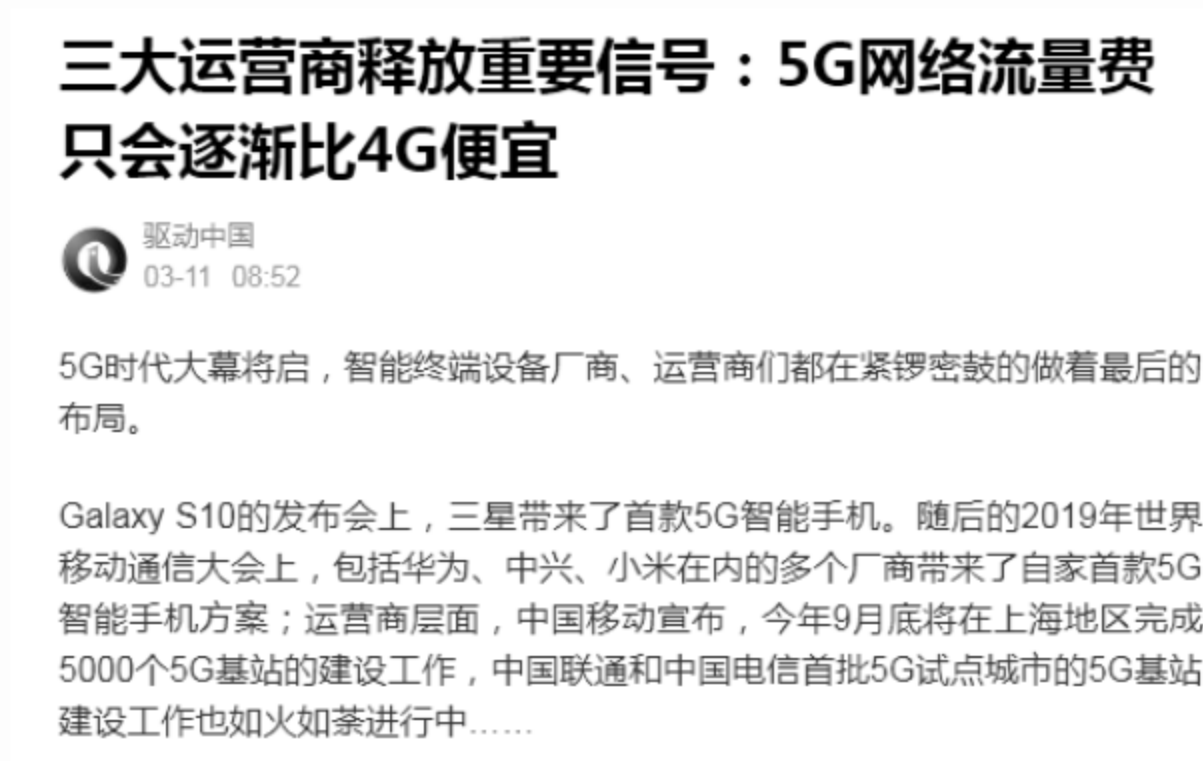 三大运营商释放重要信号：5G网络流量费
只会逐渐比4G便宜
驱动中国
03-11 08:52
5G时代大幕将启，智能终端设备厂商、运营商们都在紧锣密鼓的做着最后的
布局。
Galaxy S10的发布会上，三星带来了首款5G智能手机。随后的2019年世界
移动通信大会上，包括华为、中兴、小米在内的多个厂商带来了自家首款5G
智能手机方案；运营商层面，中国移动宣布，今年9月底将在上海地区完成
5000个5G基站的建设工作，中国联通和中国电信首批5G试点城市的5G基站
建设工作也如火如荼进行中……